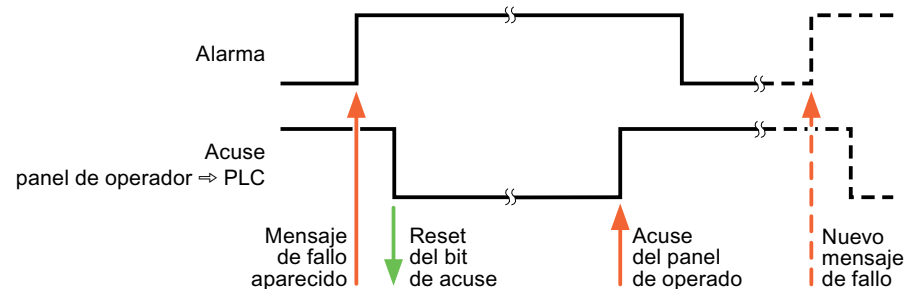 Alarma
Acuse
panel de operador ⇨ PLC
Mensaje
de fallo
aparecido
Reset
del bit
de acuse
Acuse
del panel
de operado
Nuevo
mensaje
de fallo